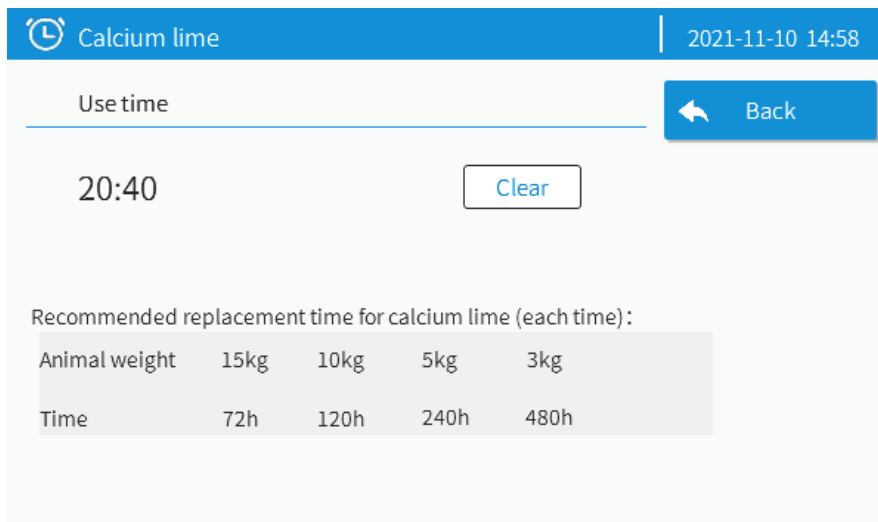 Calcium lime 2021-11-10 14:58
Use time
Back
20:40 Clear
Recommended replacement time for calcium lime (each time):
Animal weight 15kg 10kg 5kg 3kg
Time 72h 120h 240h 480h